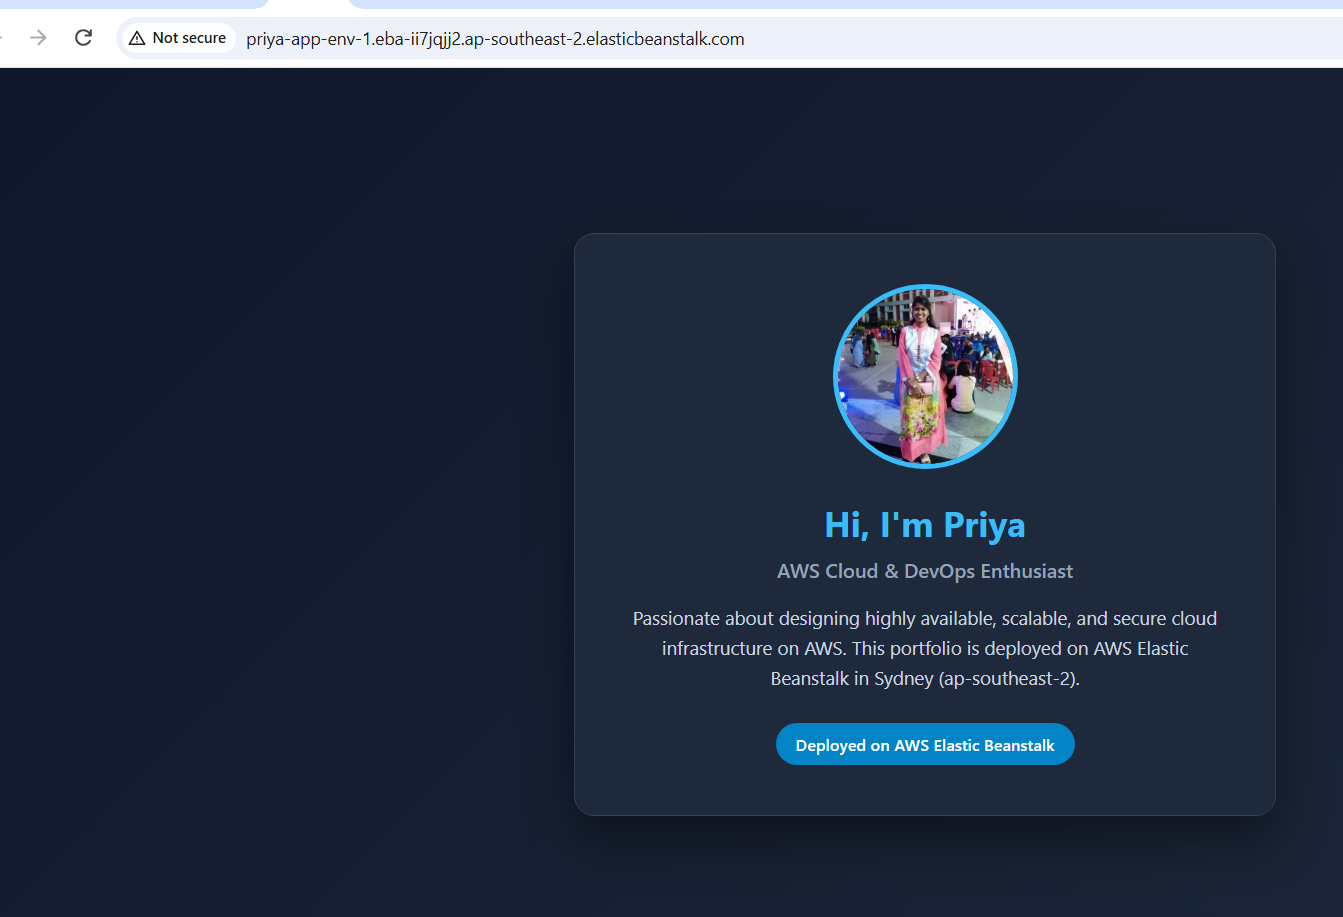 Not secure priya-app-env-1.eba-ii7jqjj2.ap-southeast-2.elasticbeanstalk.com
Hi, I'm Priya
AWS Cloud & DevOps Enthusiast
Passionate about designing highly available, scalable, and secure cloud
infrastructure on AWS. This portfolio is deployed on AWS Elastic
Beanstalk in Sydney (ap-southeast-2).
Deployed on AWS Elastic Beanstalk